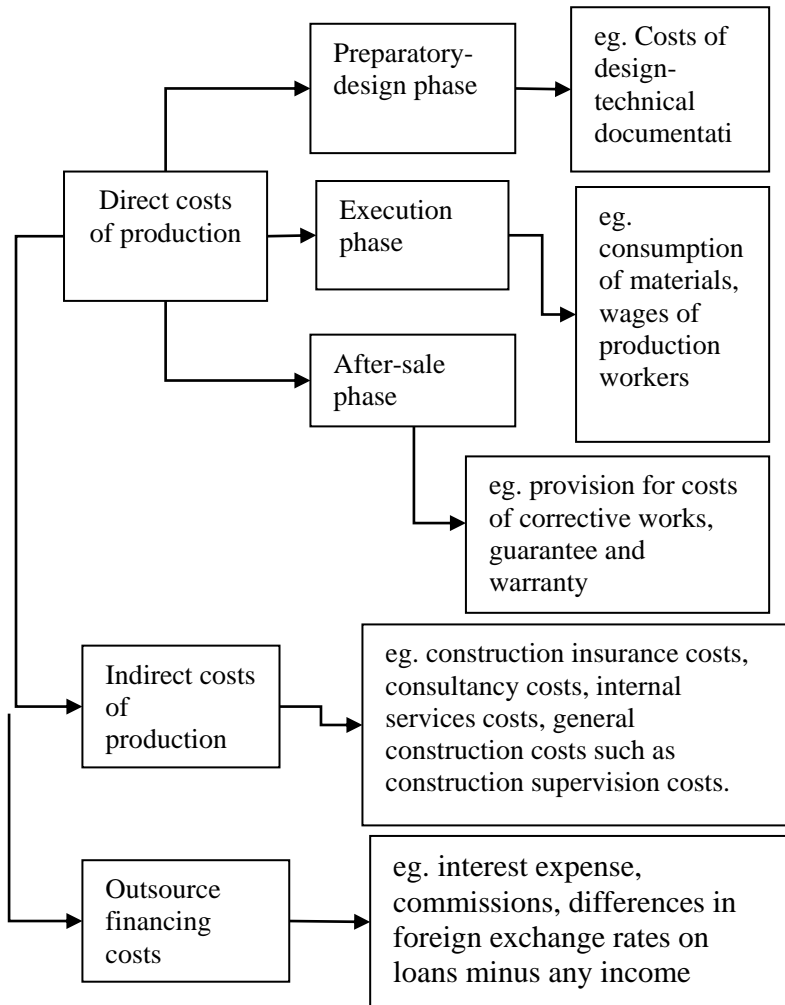 Preparatory-
design phase
eg. Costs of
design-
technical
documentati
Direct costs
of production
Execution
phase
eg.
consumption
of materials,
wages of
production
workers
After-sale
phase
eg. provision for costs
of corrective works,
guarantee and
warranty
Indirect costs
of
production
eg. construction insurance costs,
consultancy costs, internal
services costs, general
construction costs such as
construction supervision costs.
Outsource
financing
costs
eg. interest expense,
commissions, differences in
foreign exchange rates on
loans minus any income